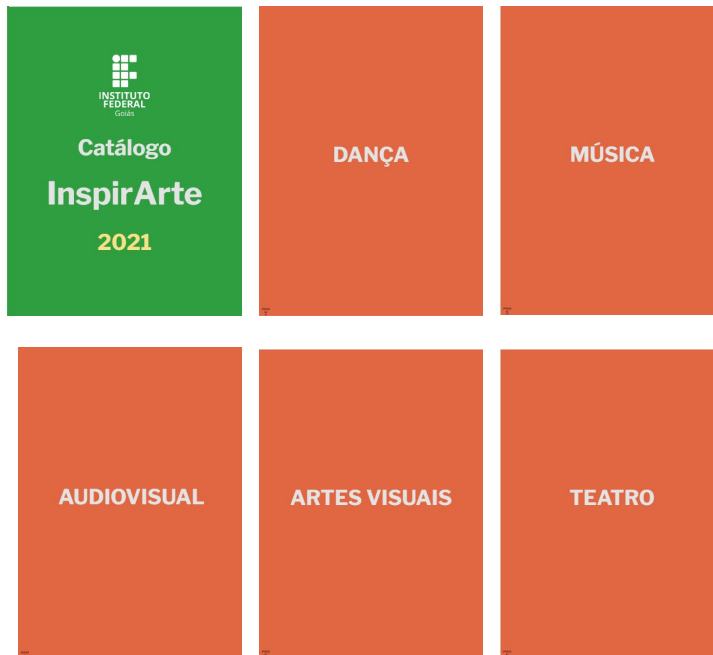 INSTITUTO
FEDERAL
Goiás
Catálogo
InspirArte
2021
DANÇA
MÚSICA
AUDIOVISUAL
ARTES VISUAIS
TEATRO